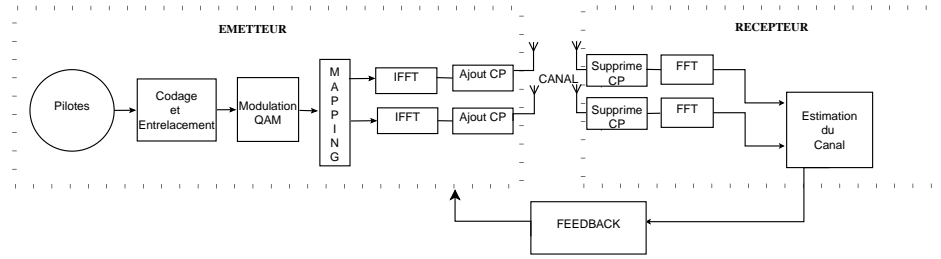 EMETTEUR
RECEPTEUR
Pilotes
Codage
et
Entrelacement
Modulation
QAM
M
A
P
P
I
N
G
IFFT
Ajout CP
IFFT
Ajout CP
CANAL
Supprime
CP
FFT
Supprime
CP
FFT
Estimation
du
Canal
FEEDBACK